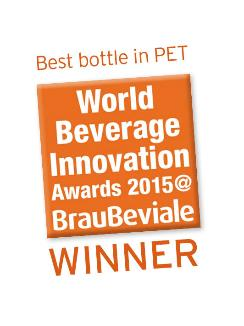 Best bottle in PET
World
Beverage
Innovation
Awards 2015@
BrauBeviale
WINNER